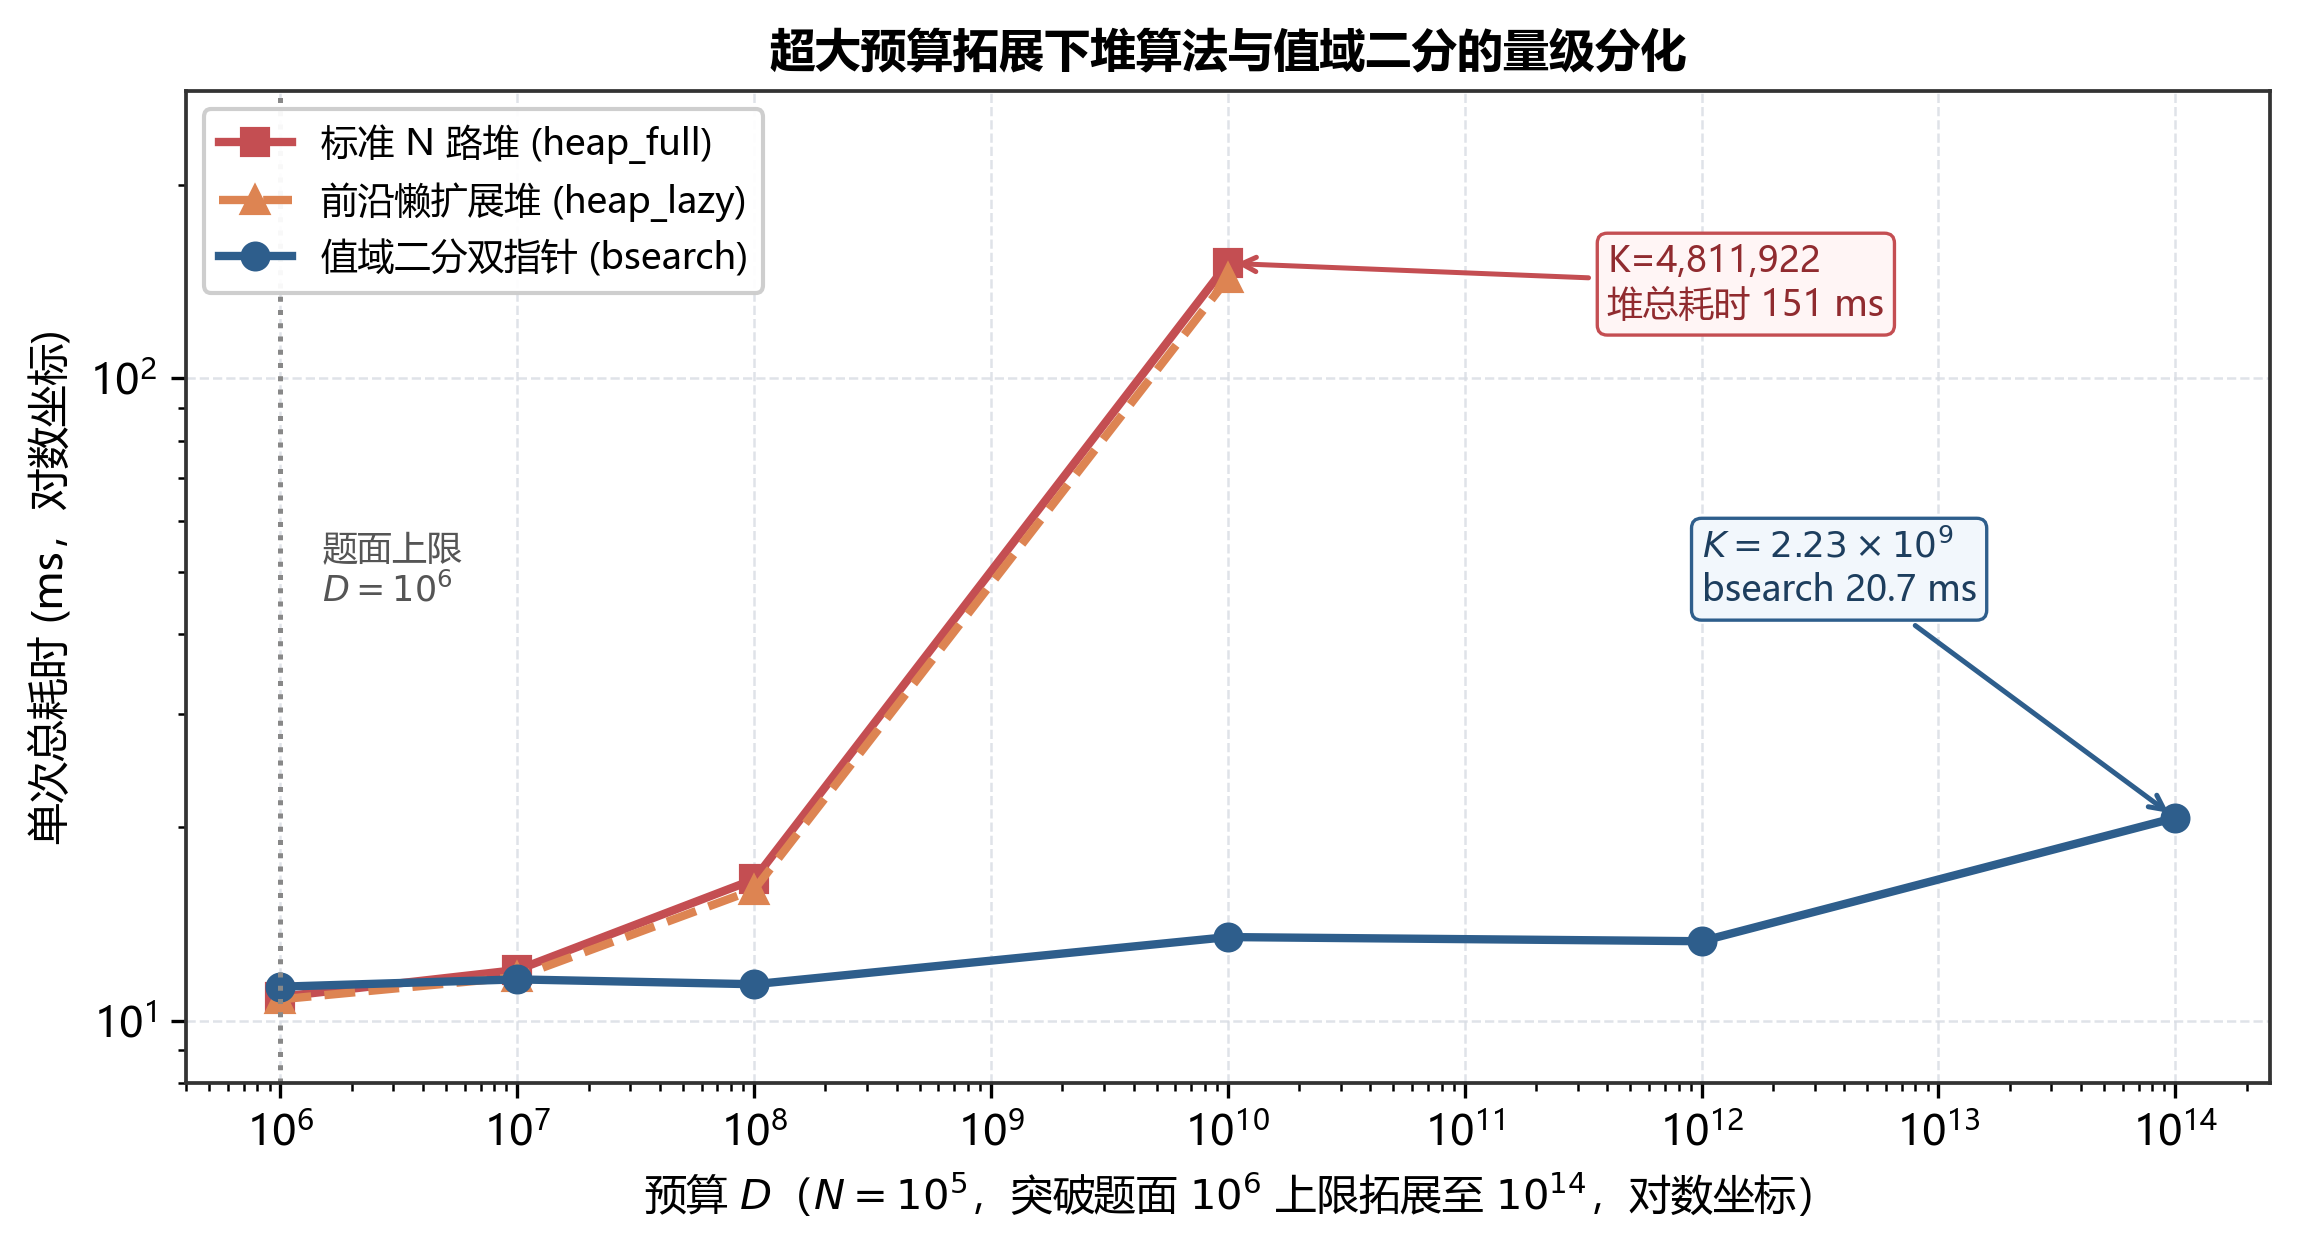 超大预算拓展下堆算法与值域二分的量级分化
标准 N 路堆 (heap_full)
前沿懒扩展堆 (heap_lazy)
值域二分双指针 (bsearch)
K=4,811,922
堆总耗时 151 ms
K = 2.23 × 10⁹
bsearch 20.7 ms
题面上限
D = 10⁶
单次总耗时 (ms，对数坐标)
10²
10¹
10⁶ 10⁷ 10⁸ 10⁹ 10¹⁰ 10¹¹ 10¹² 10¹³ 10¹⁴
预算 D（N = 10⁵，突破题面 10⁶ 上限拓展至 10¹⁴，对数坐标）